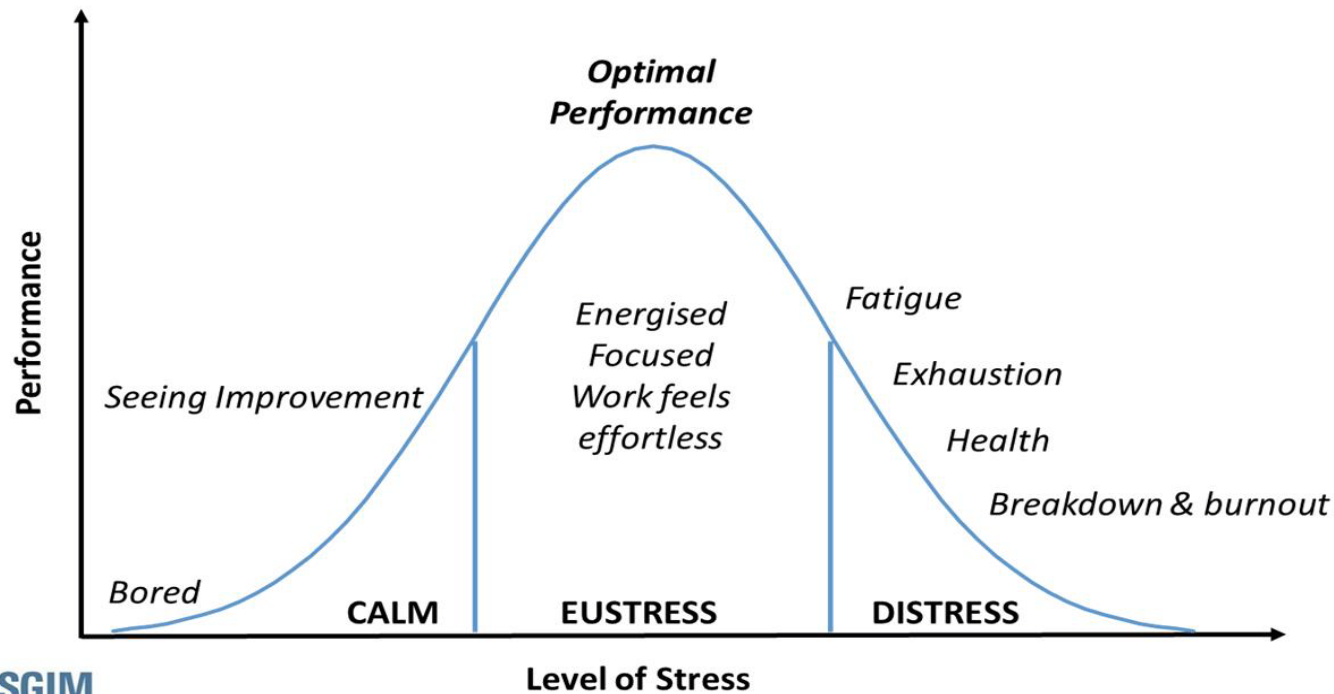 Optimal
Performance
Performance
Energised
Focused
Work feels
effortless
Fatigue
Exhaustion
Seeing Improvement
Health
Breakdown & burnout
Bored
CALM
EUSTRESS
DISTRESS
Level of Stress
SGIM